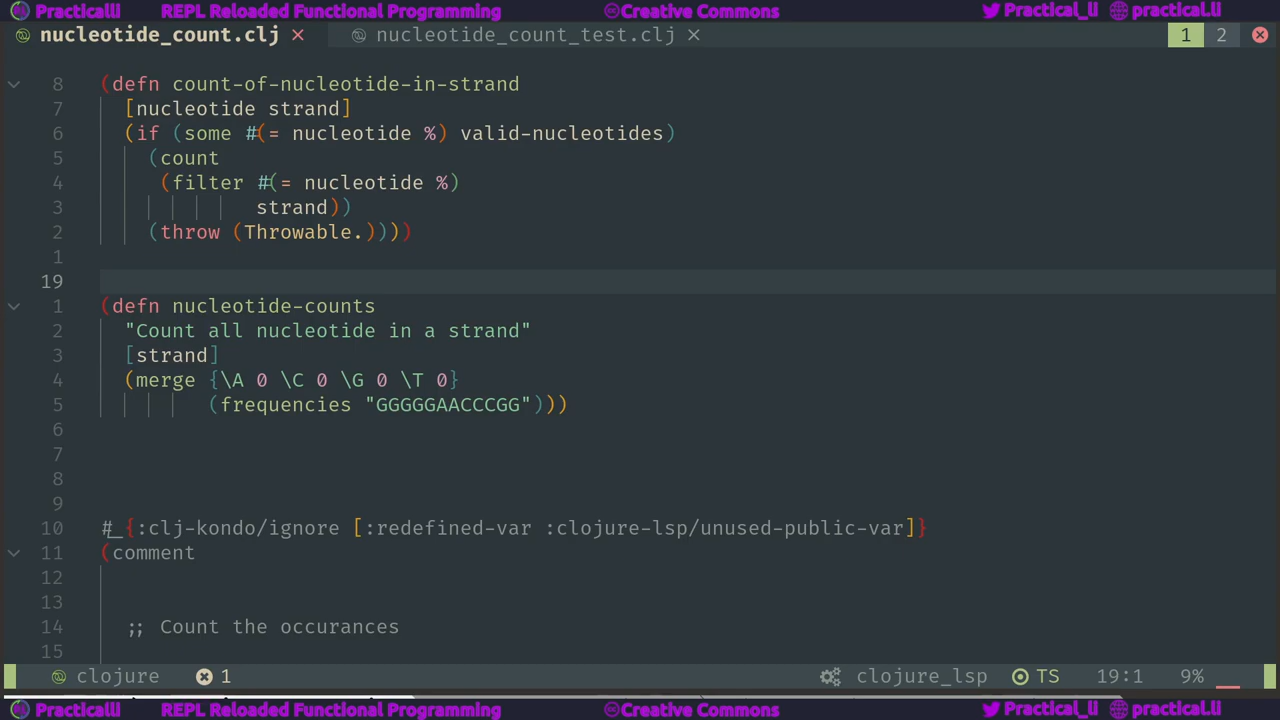 Practicalli REPL Reloaded Functional Programming Creative Commons Practical_li practical.li
nucleotide_count.clj nucleotide_count_test.clj 1 2
8 (defn count-of-nucleotide-in-strand
7 [nucleotide strand]
6 (if (some #(= nucleotide %) valid-nucleotides)
5 (count
4 (filter #(= nucleotide %)
3 strand))
2 (throw (Throwable.))))
1
19
1 (defn nucleotide-counts
2 "Count all nucleotide in a strand"
3 [strand]
4 (merge {\A 0 \C 0 \G 0 \T 0}
5 (frequencies "GGGGGAACCCGG")))
6
7
8
9
10 #_{:clj-kondo/ignore [:redefined-var :clojure-lsp/unused-public-var]}
11 (comment
12
13
14 ;; Count the occurances
15
clojure 1 clojure_lsp TS 19:1 9%
Practicalli REPL Reloaded Functional Programming Creative Commons Practical_li practical.li